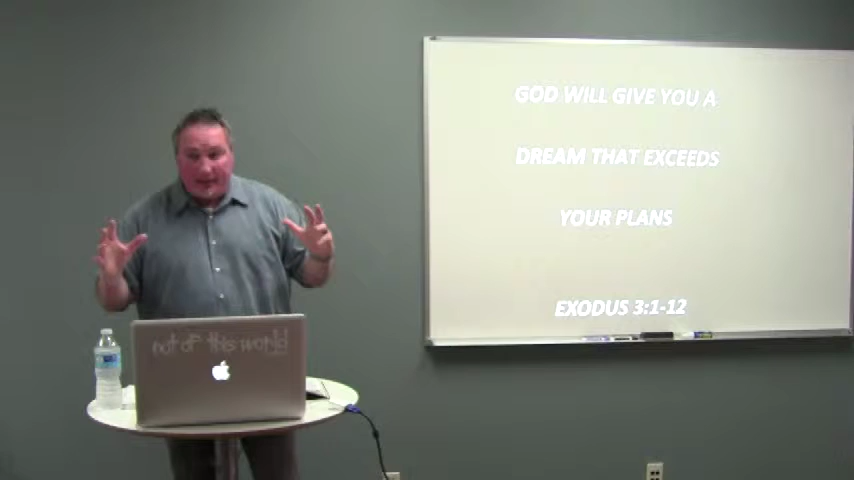 GOD WILL GIVE YOU A
DREAM THAT EXCEEDS
YOUR PLANS
EXODUS 3:1-12
not of this world